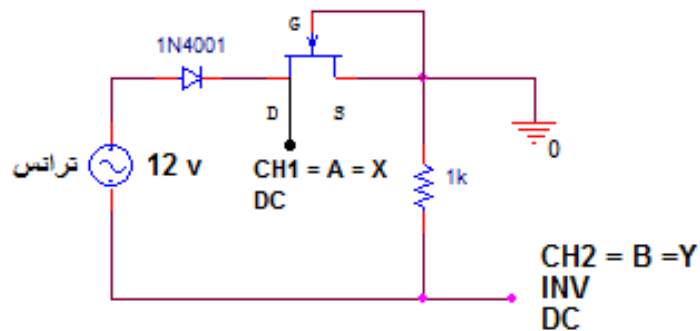 G
1N4001
D
S
0
ترانس
12 v
CH1 = A = X
DC
1k
CH2 = B =Y
INV
DC